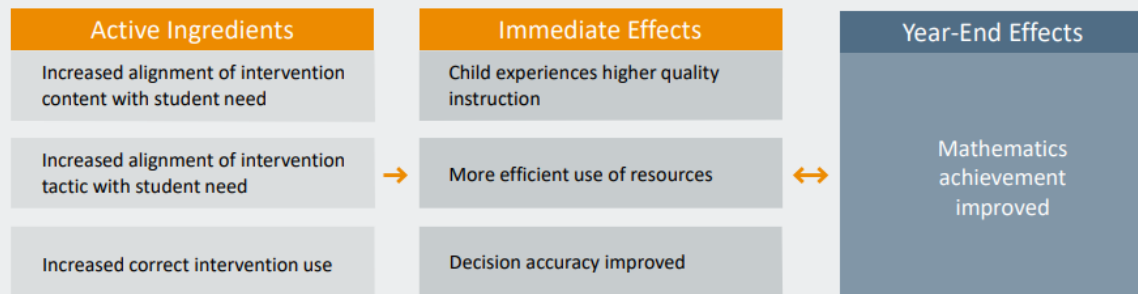 Active Ingredients
Increased alignment of intervention
content with student need
Increased alignment of intervention
tactic with student need
Increased correct intervention use
Immediate Effects
Child experiences higher quality
instruction
More efficient use of resources
Decision accuracy improved
Year-End Effects
Mathematics
achievement
improved